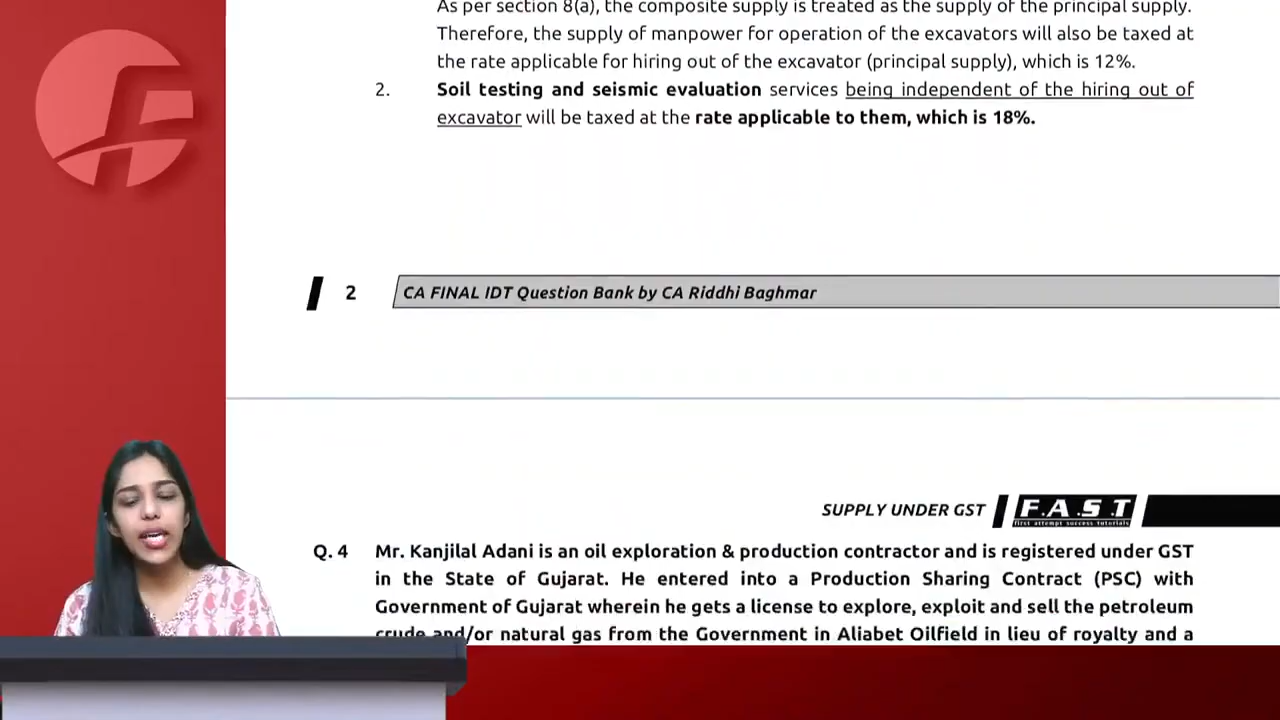 As per section 8(a), the composite supply is treated as the supply of the principal supply.
Therefore, the supply of manpower for operation of the excavators will also be taxed at
the rate applicable for hiring out of the excavator (principal supply), which is 12%.
2. Soil testing and seismic evaluation services being independent of the hiring out of
excavator will be taxed at the rate applicable to them, which is 18%.
2 CA FINAL IDT Question Bank by CA Riddhi Baghmar
SUPPLY UNDER GST F.A.S.T
first attempt success tutorials
Q. 4 Mr. Kanjilal Adani is an oil exploration & production contractor and is registered under GST
in the State of Gujarat. He entered into a Production Sharing Contract (PSC) with
Government of Gujarat wherein he gets a license to explore, exploit and sell the petroleum
crude and/or natural gas from the Government in Aliabet Oilfield in lieu of royalty and a